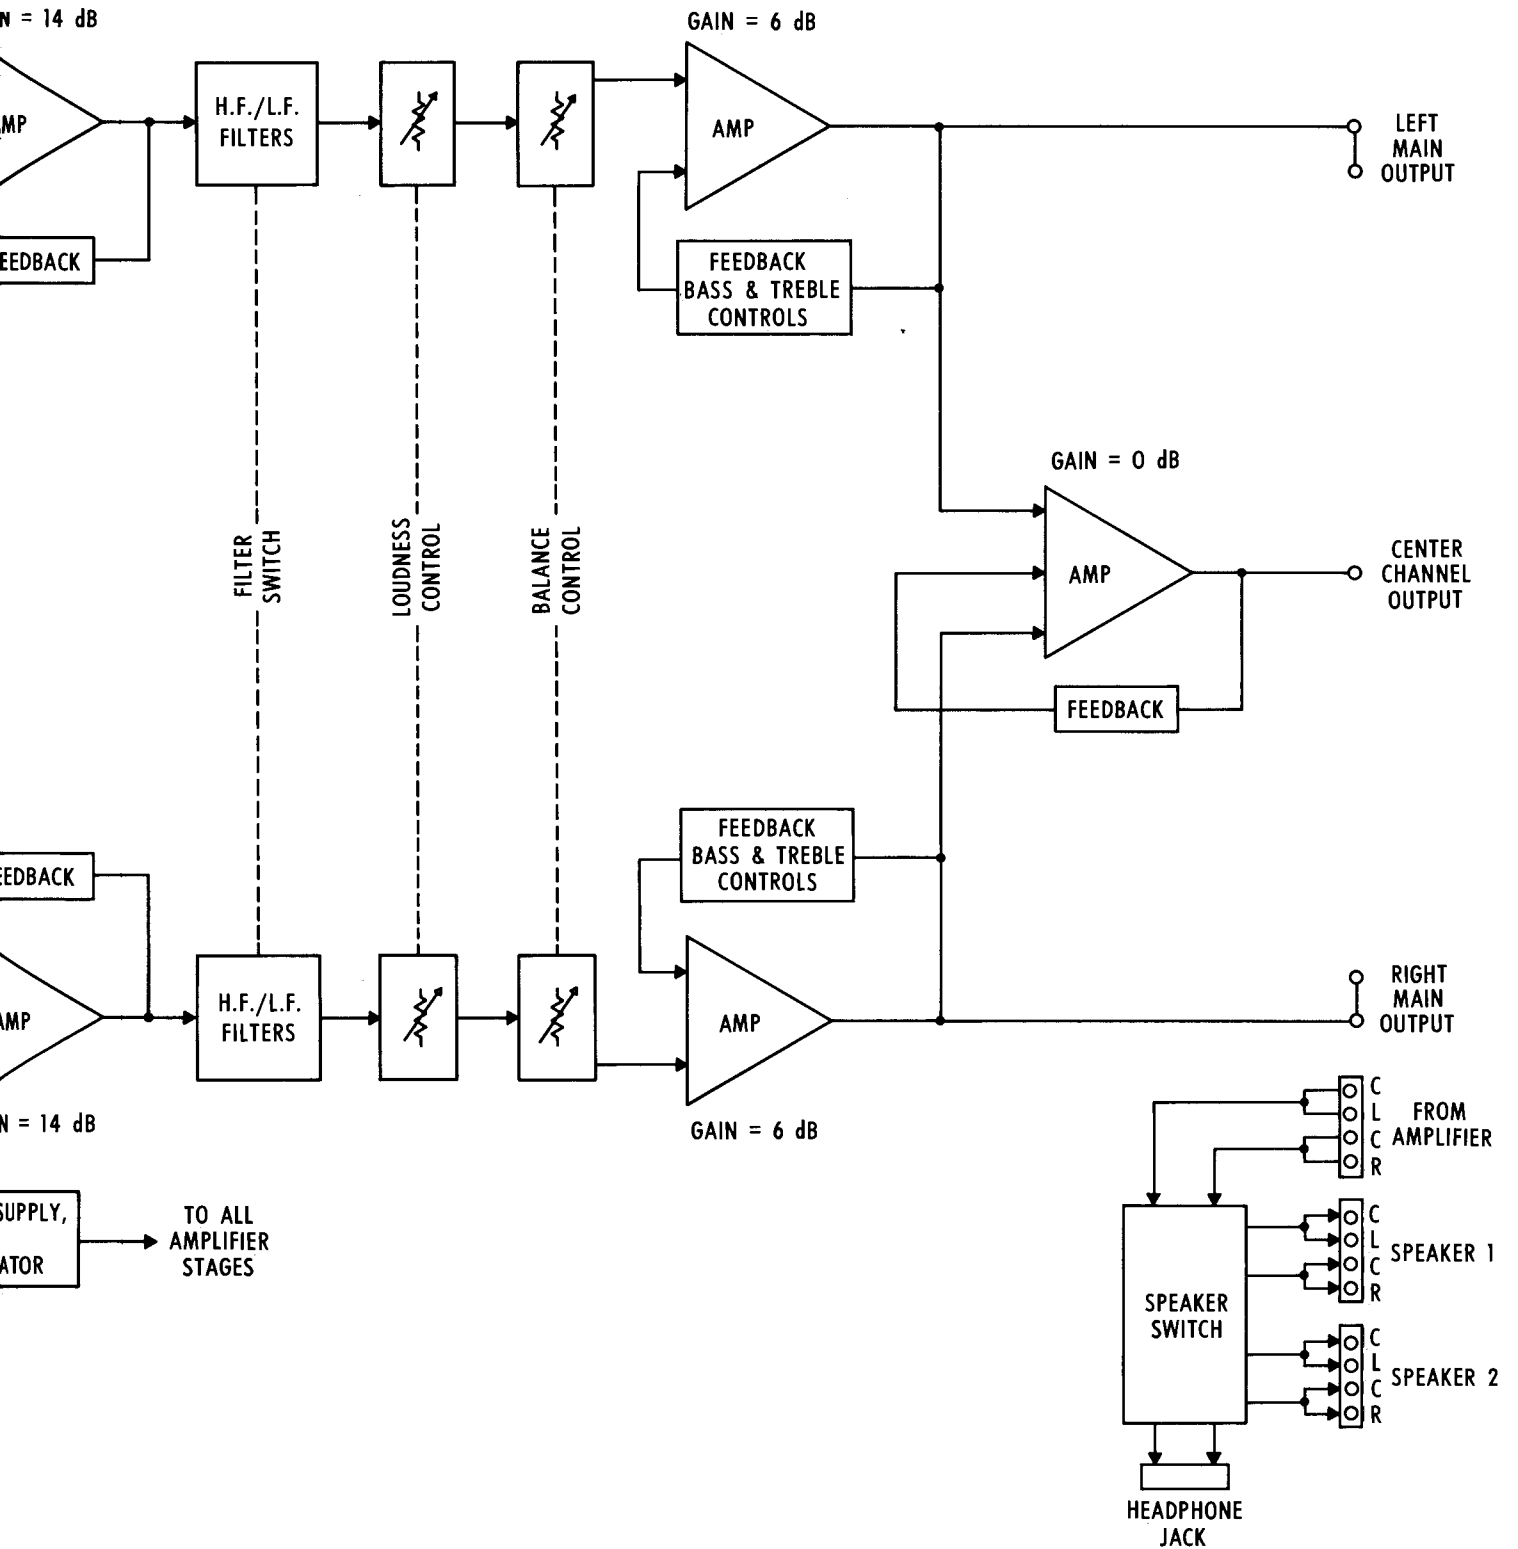 N = 14 dB
GAIN = 6 dB
MP
H.F./L.F.
FILTERS
AMP
LEFT
MAIN
OUTPUT
EEDBACK
FEEDBACK
BASS & TREBLE
CONTROLS
GAIN = 0 dB
FILTER
SWITCH
LOUDNESS
CONTROL
BALANCE
CONTROL
AMP
CENTER
CHANNEL
OUTPUT
FEEDBACK
FEEDBACK
BASS & TREBLE
CONTROLS
EEDBACK
AMP
H.F./L.F.
FILTERS
AMP
RIGHT
MAIN
OUTPUT
N = 14 dB
GAIN = 6 dB
C
L
C
R
FROM
AMPLIFIER
SUPPLY,
ATOR
TO ALL
AMPLIFIER
STAGES
C
L
C
R
SPEAKER 1
SPEAKER
SWITCH
C
L
C
R
SPEAKER 2
HEADPHONE
JACK